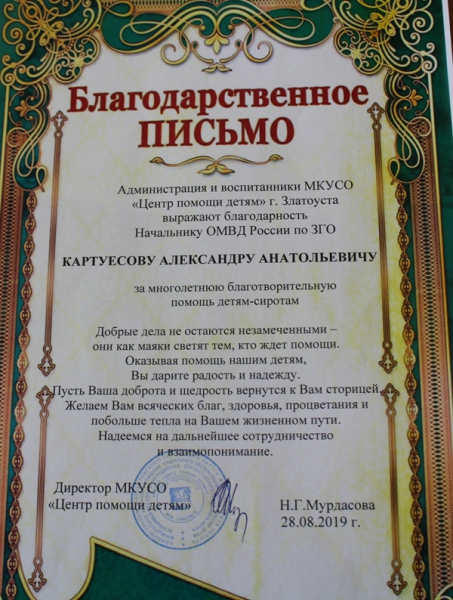 Благодарственное
ПИСЬМО
Администрация и воспитанники МКУСО
«Центр помощи детям» г. Златоуста
выражают благодарность
Начальнику ОМВД России по ЗГО
КАРТУЕСОВУ АЛЕКСАНДРУ АНАТОЛЬЕВИЧУ
за многолетнюю благотворительную
помощь детям-сиротам
Добрые дела не остаются незамеченными –
они как маяки светят тем, кто ждет помощи.
Оказывая помощь нашим детям,
Вы дарите радость и надежду.
Пусть Ваша доброта и щедрость вернутся к Вам сторицей.
Желаем Вам всяческих благ, здоровья, процветания и
побольше тепла на Вашем жизненном пути.
Надеемся на дальнейшее сотрудничество
и взаимопонимание.
Директор МКУСО
«Центр помощи детям»
Н.Г.Мурдасова
28.08.2019 г.